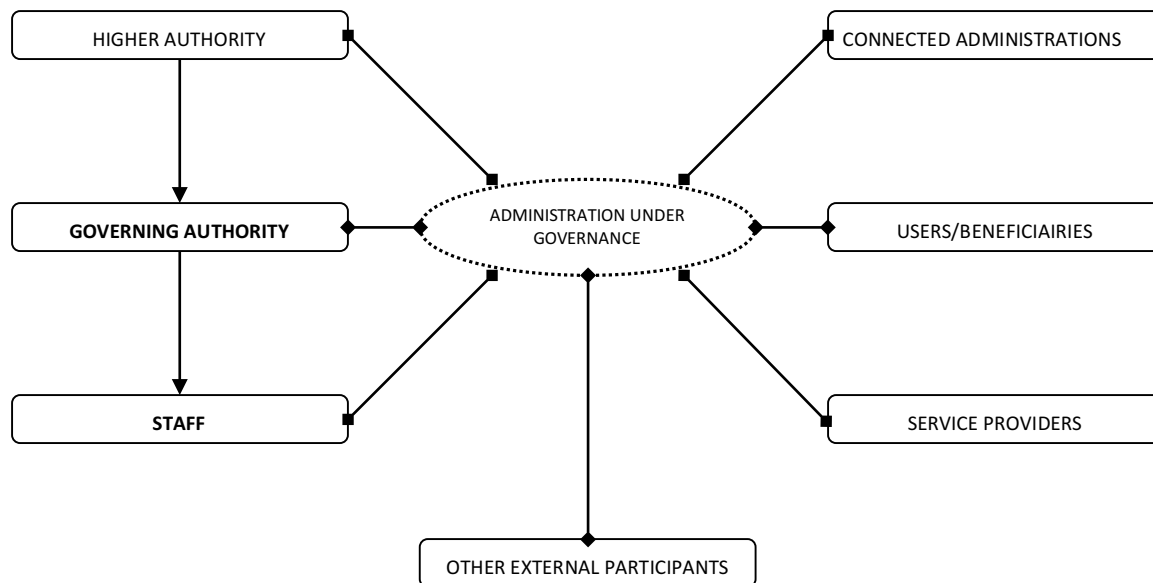 HIGHER AUTHORITY
CONNECTED ADMINISTRATIONS
ADMINISTRATION UNDER
GOVERNANCE
GOVERNING AUTHORITY
USERS/BENEFICIAIRIES
STAFF
SERVICE PROVIDERS
OTHER EXTERNAL PARTICIPANTS